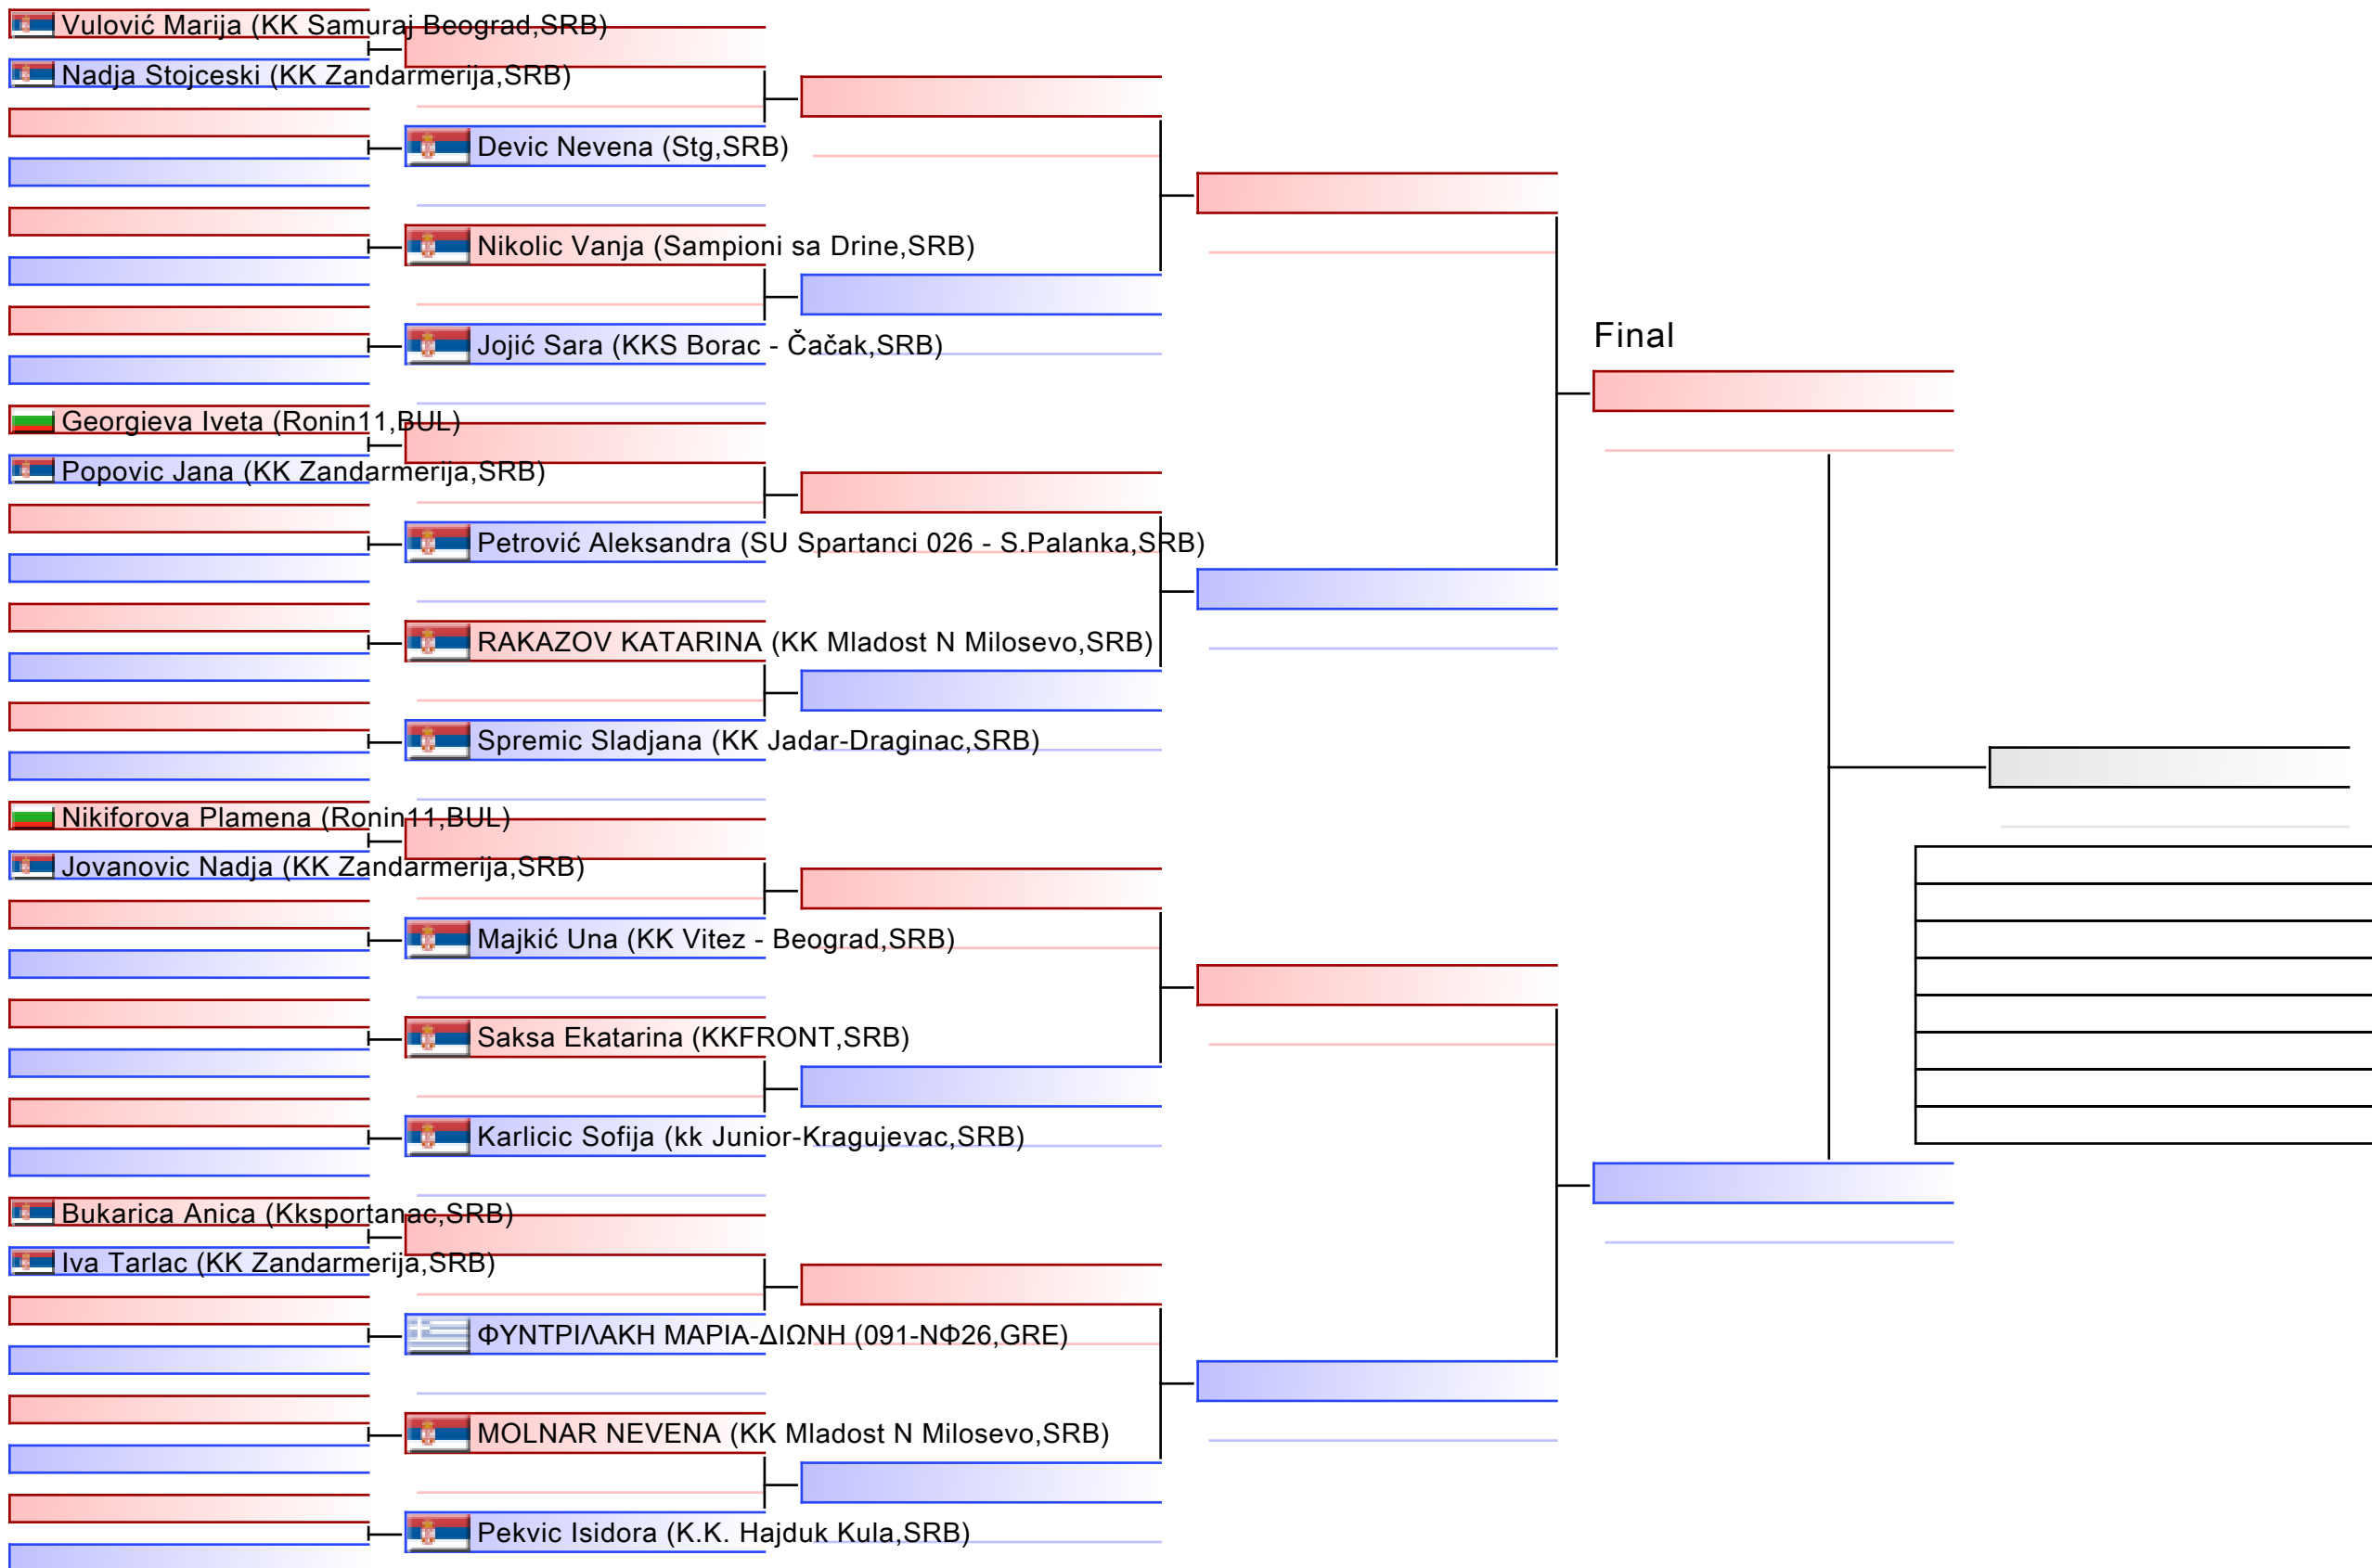 Vulović Marija (KK Samuraj Beograd,SRB)
Nadja Stojceski (KK Zandarmerija,SRB)
Devic Nevena (Stg,SRB)
Nikolic Vanja (Sampioni sa Drine,SRB)
Final
Jojić Sara (KKS Borac - Čačak,SRB)
Georgieva Iveta (Ronin11,BUL)
Popovic Jana (KK Zandarmerija,SRB)
Petrović Aleksandra (SU Spartanci 026 - S.Palanka,SRB)
RAKAZOV KATARINA (KK Mladost N Milosevo,SRB)
Spremic Sladjana (KK Jadar-Draginac,SRB)
Nikiforova Plamena (Ronin11,BUL)
Jovanovic Nadja (KK Zandarmerija,SRB)
Majkić Una (KK Vitez - Beograd,SRB)
Saksa Ekatarina (KKFRONT,SRB)
Karlicic Sofija (kk Junior-Kragujevac,SRB)
Bukarica Anica (Kksportanac,SRB)
Iva Tarlac (KK Zandarmerija,SRB)
ΦΥΝΤΡΙΛΑΚΗ ΜΑΡΙΑ-ΔΙΩΝΗ (091-ΝΦ26,GRE)
MOLNAR NEVENA (KK Mladost N Milosevo,SRB)
Pekvic Isidora (K.K. Hajduk Kula,SRB)